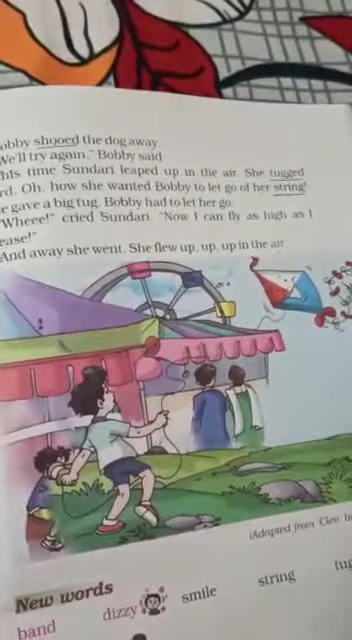 obby shooed the dog away
We'll try again," Bobby said
his time Sundari leaped up in the air. She tugged
rd. Oh, how she wanted Bobby to let go of her string!
e gave a big tug. Bobby had to let her go.
"Wheee!" cried Sundari. "Now I can fly as high as I
ease!"
And away she went. She flew up, up, up in the air
(Adapted from Cleo
New words
band dizzy smile string tug